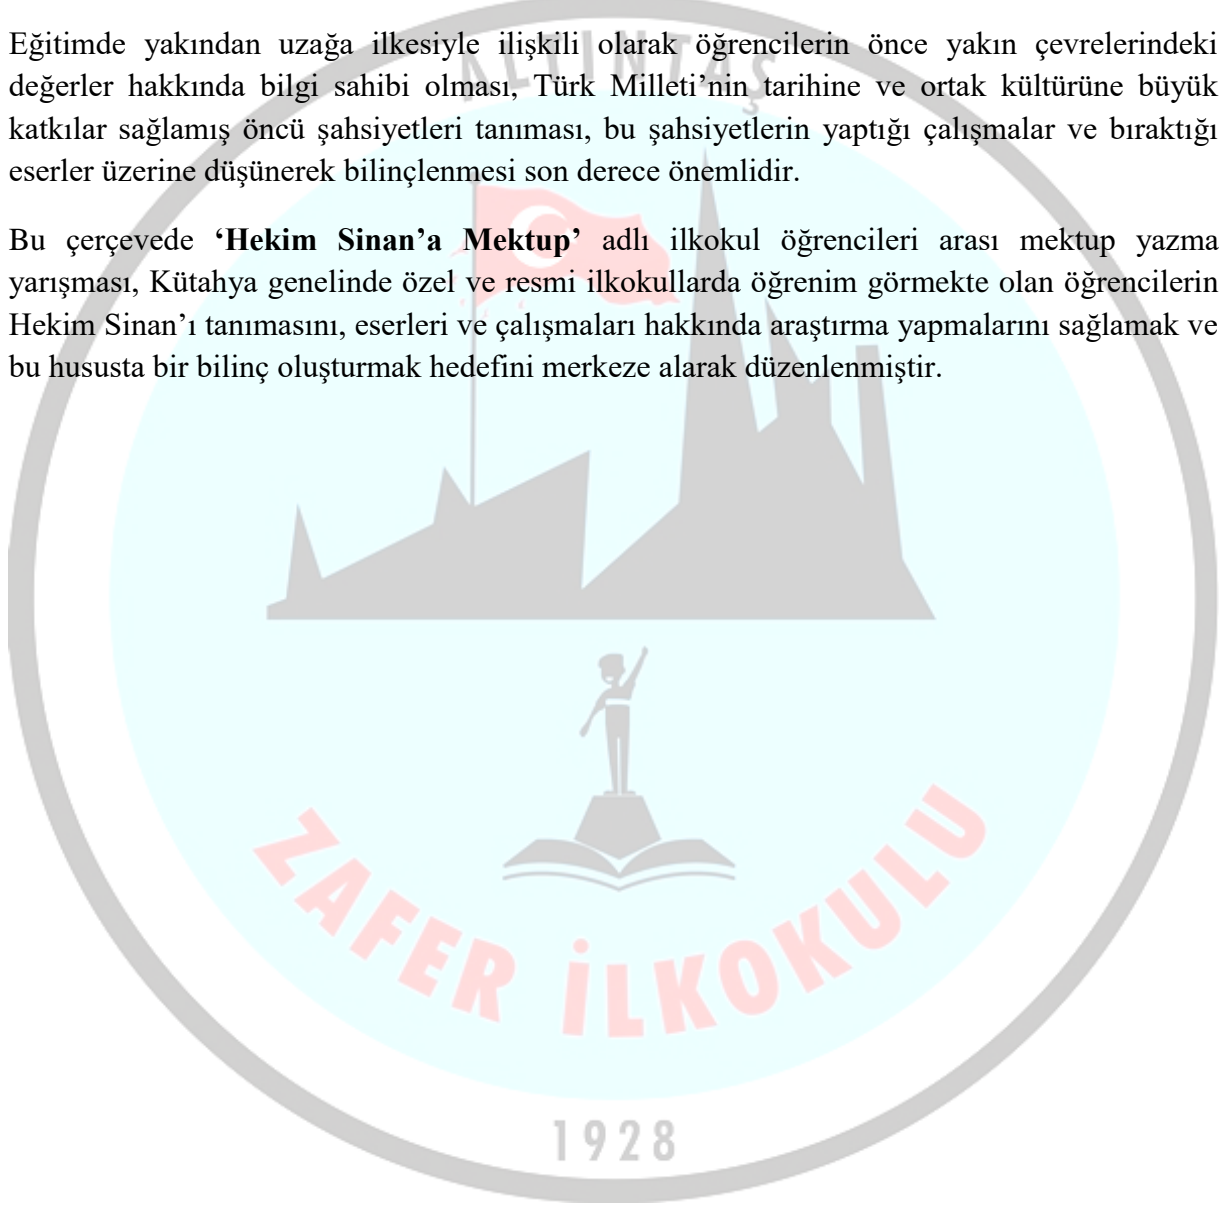 ALTINTAŞ
Eğitimde yakından uzağa ilkesiyle ilişkili olarak öğrencilerin önce yakın çevrelerindeki
değerler hakkında bilgi sahibi olması, Türk Milleti’nin tarihine ve ortak kültürüne büyük
katkılar sağlamış öncü şahsiyetleri tanıması, bu şahsiyetlerin yaptığı çalışmalar ve bıraktığı
eserler üzerine düşünerek bilinçlenmesi son derece önemlidir.
Bu çerçevede ‘Hekim Sinan’a Mektup’ adlı ilkokul öğrencileri arası mektup yazma
yarışması, Kütahya genelinde özel ve resmi ilkokullarda öğrenim görmekte olan öğrencilerin
Hekim Sinan’ı tanımasını, eserleri ve çalışmaları hakkında araştırma yapmalarını sağlamak ve
bu hususta bir bilinç oluşturmak hedefini merkeze alarak düzenlenmiştir.
ZAFER İLKOKULU
1928